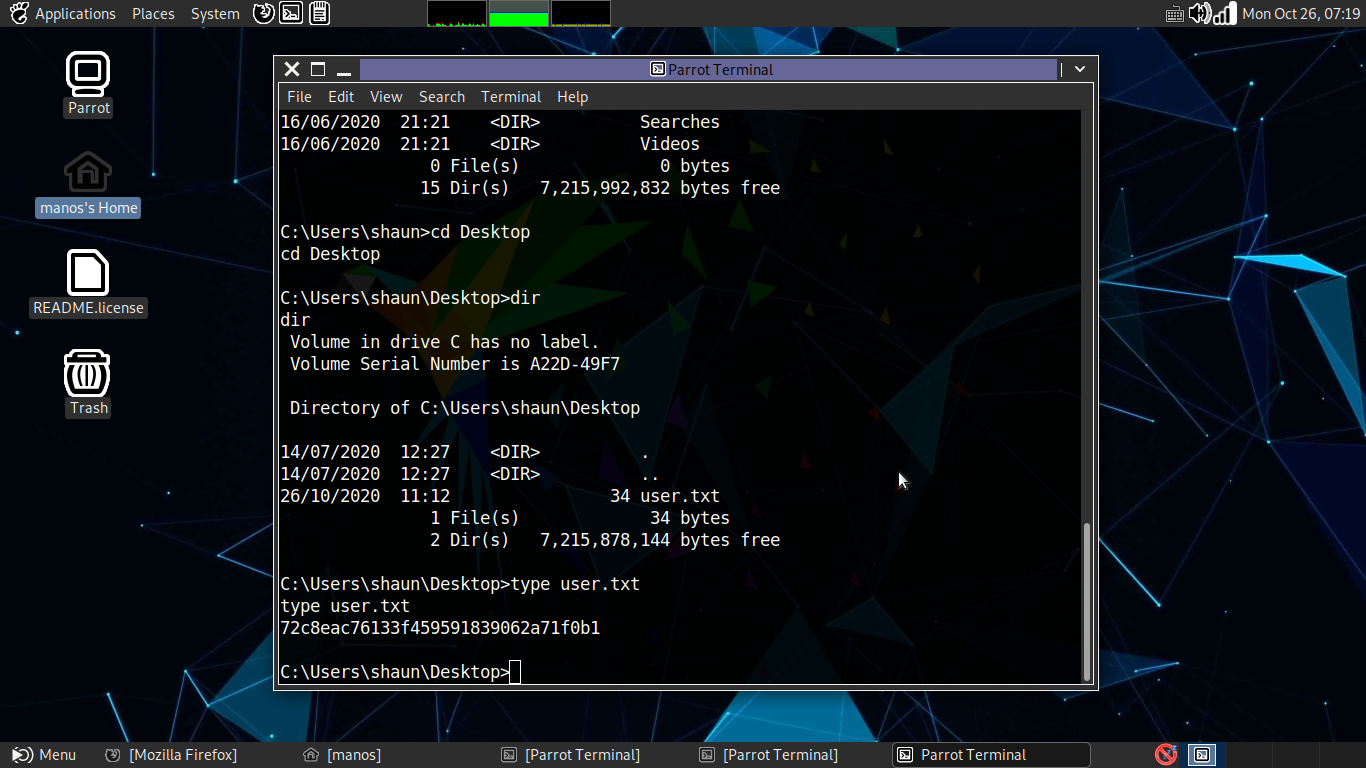 Applications Places System Mon Oct 26, 07:19
Parrot
manos's Home
README.license
Trash
Parrot Terminal
File Edit View Search Terminal Help
16/06/2020  21:21    <DIR>          Searches
16/06/2020  21:21    <DIR>          Videos
               0 File(s)              0 bytes
              15 Dir(s)   7,215,992,832 bytes free
C:\Users\shaun>cd Desktop
cd Desktop
C:\Users\shaun\Desktop>dir
dir
 Volume in drive C has no label.
 Volume Serial Number is A22D-49F7
 Directory of C:\Users\shaun\Desktop
14/07/2020  12:27    <DIR>          .
14/07/2020  12:27    <DIR>          ..
26/10/2020  11:12                34 user.txt
               1 File(s)             34 bytes
               2 Dir(s)   7,215,878,144 bytes free
C:\Users\shaun\Desktop>type user.txt
type user.txt
72c8eac76133f459591839062a71f0b1
C:\Users\shaun\Desktop>
Menu [Mozilla Firefox] [manos] [Parrot Terminal] [Parrot Terminal] Parrot Terminal